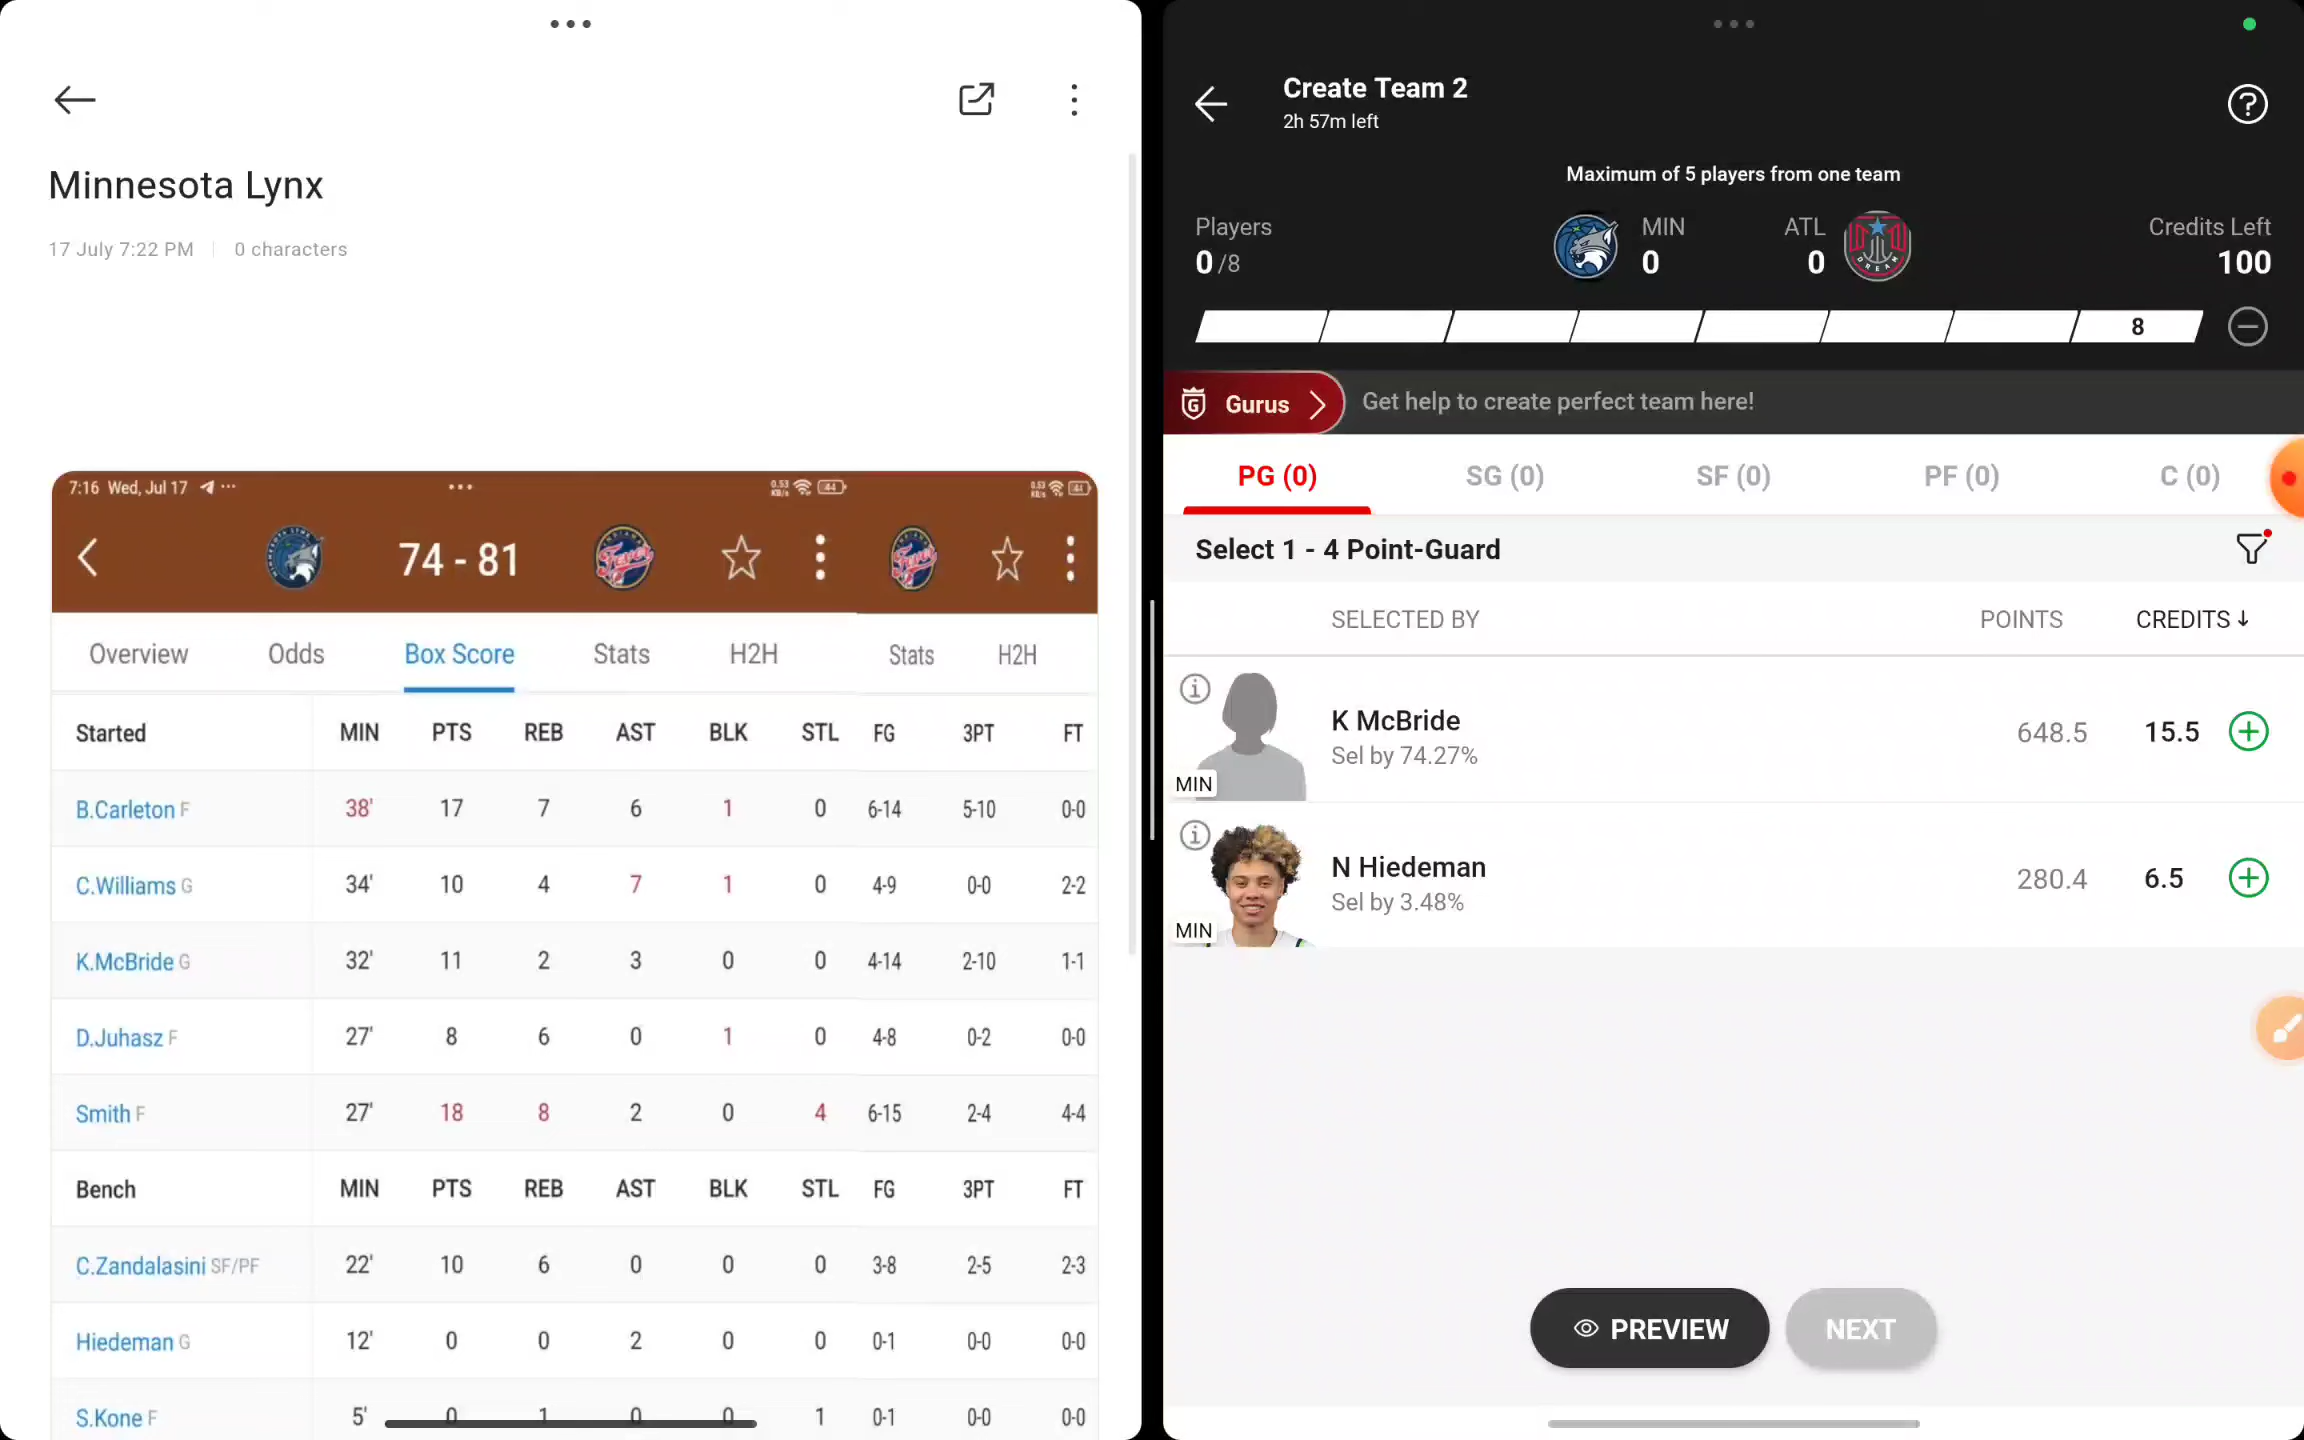 Minnesota Lynx
17 July 7:22 PM | 0 characters
7:16 Wed, Jul 17
44
44
74 - 81
Overview Odds Box Score Stats H2H Stats H2H
Started MIN PTS REB AST BLK STL FG 3PT FT
B.Carleton F 38' 17 7 6 1 0 6-14 5-10 0-0
C.Williams G 34' 10 4 7 1 0 4-9 0-0 2-2
K.McBride G 32' 11 2 3 0 0 4-14 2-10 1-1
D.Juhasz F 27' 8 6 0 1 0 4-8 0-2 0-0
Smith F 27' 18 8 2 0 4 6-15 2-4 4-4
Bench MIN PTS REB AST BLK STL FG 3PT FT
C.Zandalasini SF/PF 22' 10 6 0 0 0 3-8 2-5 2-3
Hiedeman G 12' 0 0 2 0 0 0-1 0-0 0-0
S.Kone F 5' 0 1 0 0 1 0-1 0-0 0-0
Create Team 2
2h 57m left
Maximum of 5 players from one team
Players MIN ATL Credits Left
0/8 0 0 100
DREAM
8
G Gurus Get help to create perfect team here!
PG (0) SG (0) SF (0) PF (0) C (0)
Select 1 - 4 Point-Guard
SELECTED BY POINTS CREDITS ↓
K McBride 648.5 15.5
Sel by 74.27%
MIN
N Hiedeman 280.4 6.5
Sel by 3.48%
MIN
PREVIEW NEXT